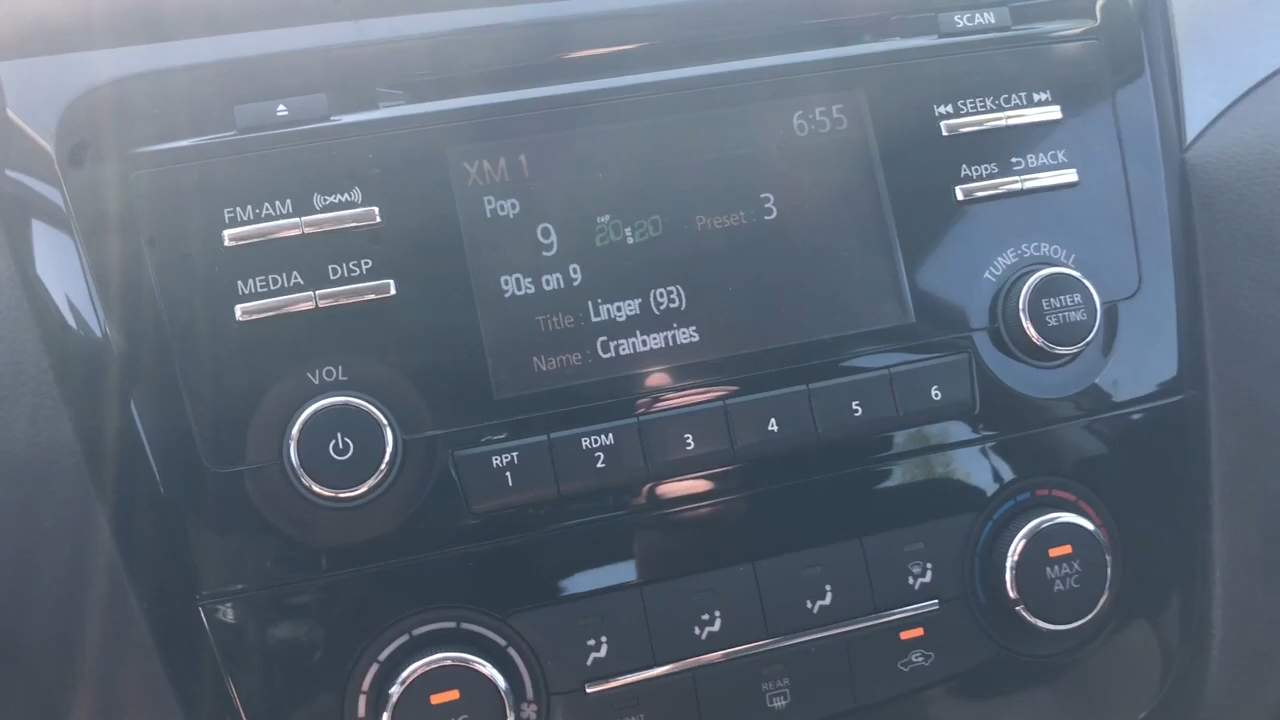 SCAN
6:55
XM 1
Pop
9 20 on 20 Preset : 3
90s on 9
Title : Linger (93)
Name : Cranberries
SEEK·CAT
Apps BACK
TUNE·SCROLL
ENTER
SETTING
FM·AM ((XM))
MEDIA DISP
VOL
RPT
1
RDM
2
3
4
5
6
MAX
A/C
REAR